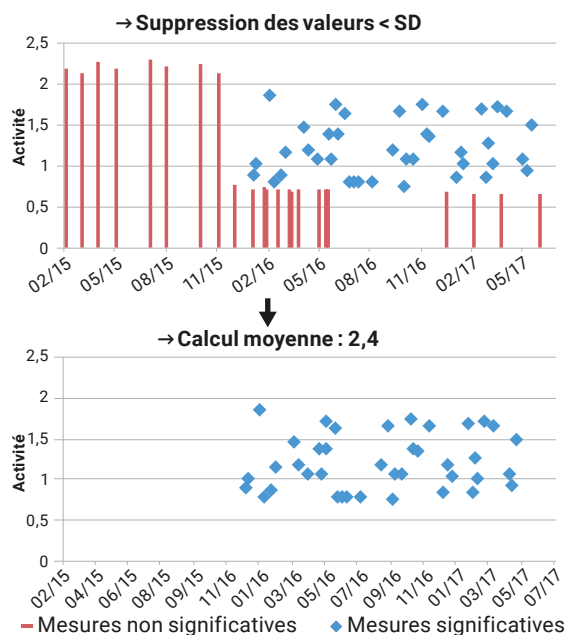 → Suppression des valeurs < SD
Activité
2,5
2
1,5
1
0,5
0
02/15 05/15 08/15 11/15 02/16 05/16 08/16 11/16 02/17 05/17
→ Calcul moyenne : 2,4
Activité
2,5
2
1,5
1
0,5
0
02/15 04/15 06/15 07/15 09/15 11/16 01/16 03/16 05/16 07/16 09/16 11/16 01/17 03/17 05/17 07/17
Mesures non significatives Mesures significatives